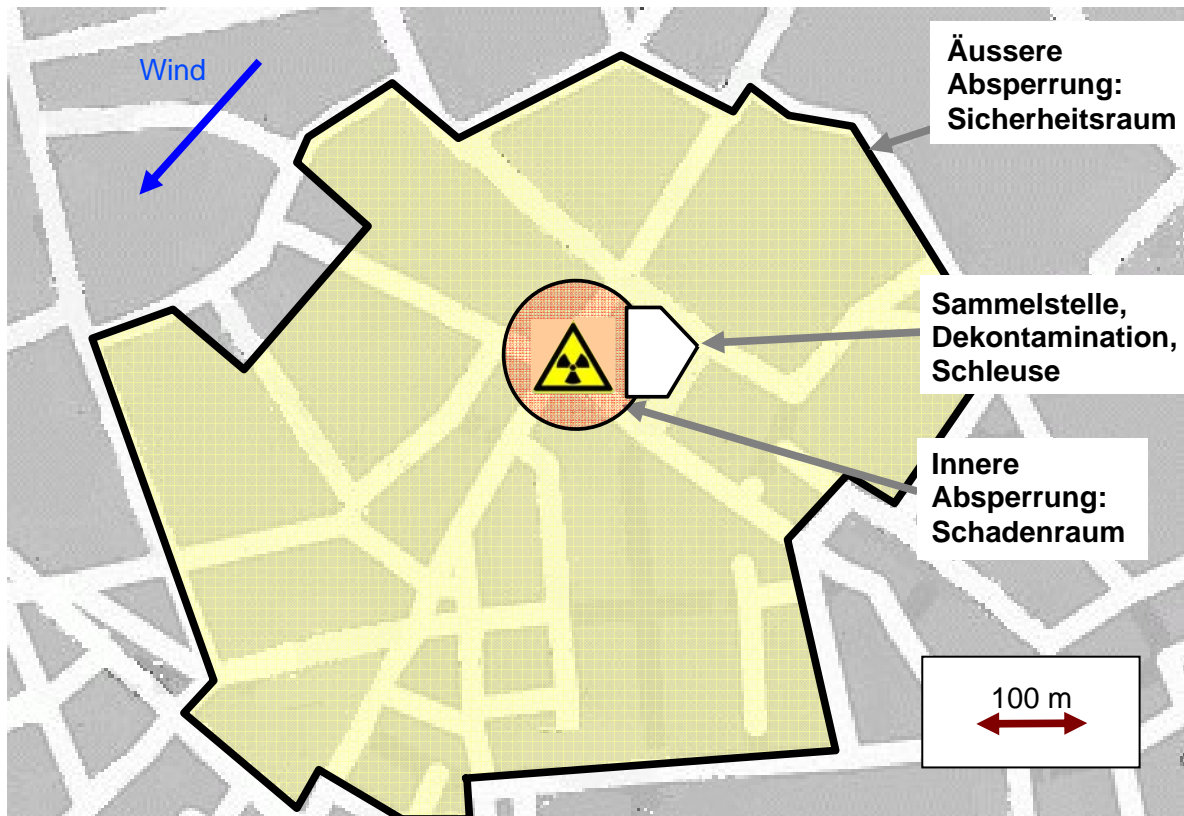 Wind
Äussere
Absperrung:
Sicherheitsraum
Sammelstelle,
Dekontamination,
Schleuse
Innere
Absperrung:
Schadenraum
100 m